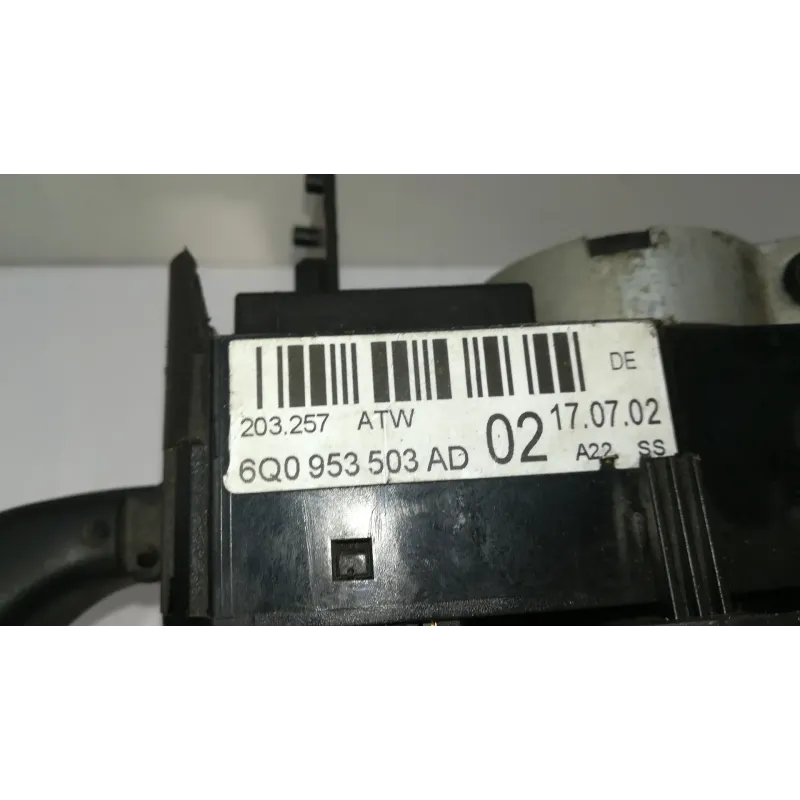 DE
203.257 ATW 02 17.07.02
6Q0 953 503 AD A22 SS